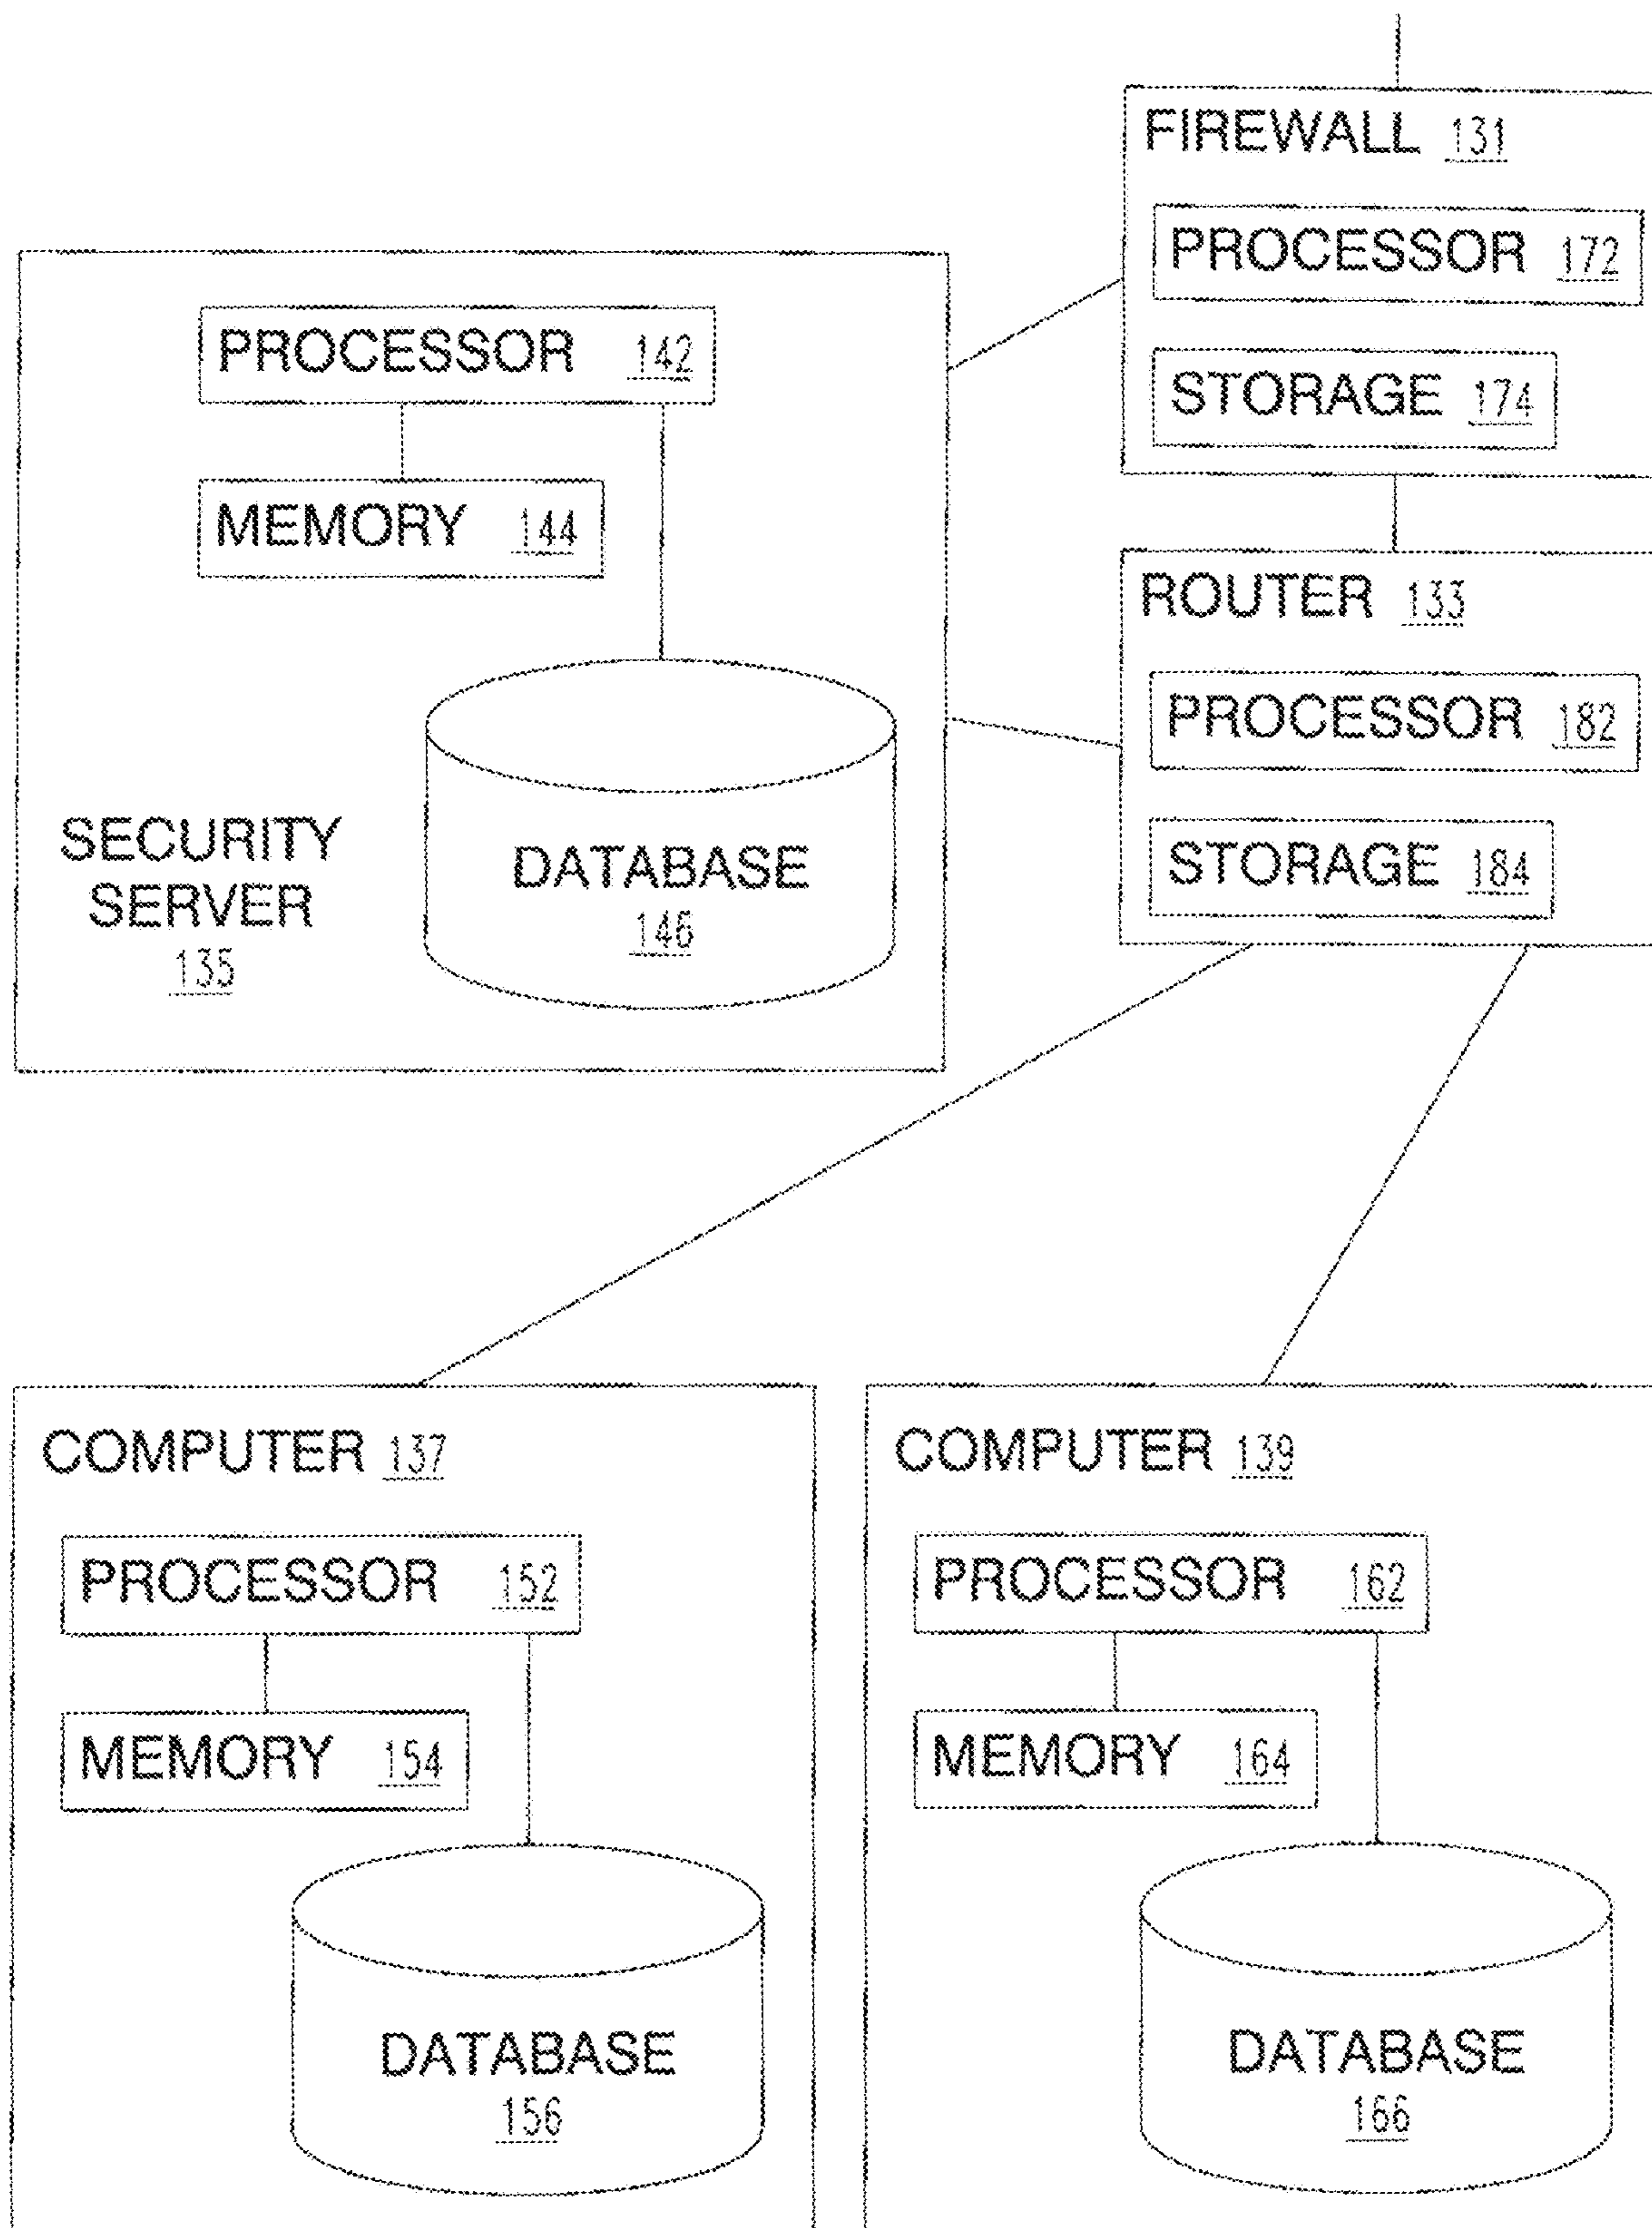 FIREWALL 131
PROCESSOR 172
STORAGE 174
PROCESSOR 142
MEMORY 144
DATABASE
146
SECURITY
SERVER
135
ROUTER 133
PROCESSOR 182
STORAGE 184
COMPUTER 137
PROCESSOR 152
MEMORY 154
DATABASE
156
COMPUTER 139
PROCESSOR 162
MEMORY 164
DATABASE
166